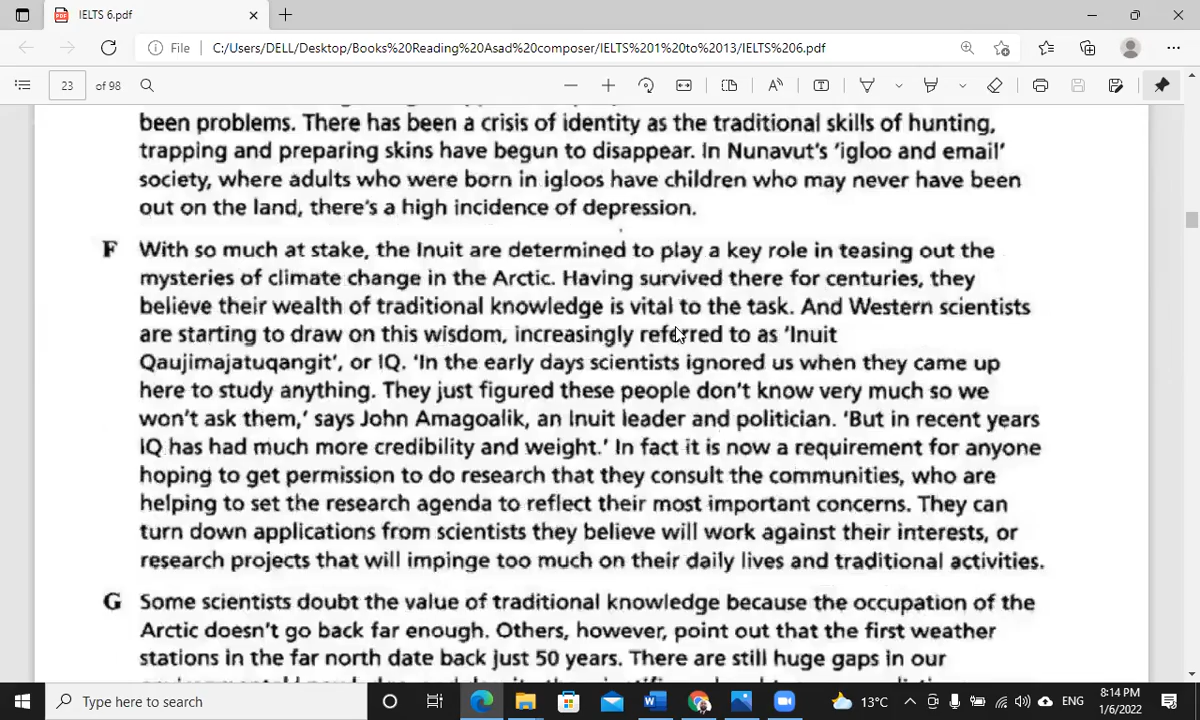 IELTS 6.pdf
File C:/Users/DELL/Desktop/Books%20Reading%20Asad%20composer/IELTS%201%20to%2013/IELTS%206.pdf
23 of 98
been problems. There has been a crisis of identity as the traditional skills of hunting,
trapping and preparing skins have begun to disappear. In Nunavut's 'igloo and email'
society, where adults who were born in igloos have children who may never have been
out on the land, there's a high incidence of depression.
F With so much at stake, the Inuit are determined to play a key role in teasing out the
mysteries of climate change in the Arctic. Having survived there for centuries, they
believe their wealth of traditional knowledge is vital to the task. And Western scientists
are starting to draw on this wisdom, increasingly referred to as 'Inuit
Qaujimajatuqangit', or IQ. 'In the early days scientists ignored us when they came up
here to study anything. They just figured these people don't know very much so we
won't ask them,' says John Amagoalik, an Inuit leader and politician. 'But in recent years
IQ has had much more credibility and weight.' In fact it is now a requirement for anyone
hoping to get permission to do research that they consult the communities, who are
helping to set the research agenda to reflect their most important concerns. They can
turn down applications from scientists they believe will work against their interests, or
research projects that will impinge too much on their daily lives and traditional activities.
G Some scientists doubt the value of traditional knowledge because the occupation of the
Arctic doesn't go back far enough. Others, however, point out that the first weather
stations in the far north date back just 50 years. There are still huge gaps in our
Type here to search
13°C
ENG
8:14 PM
1/6/2022